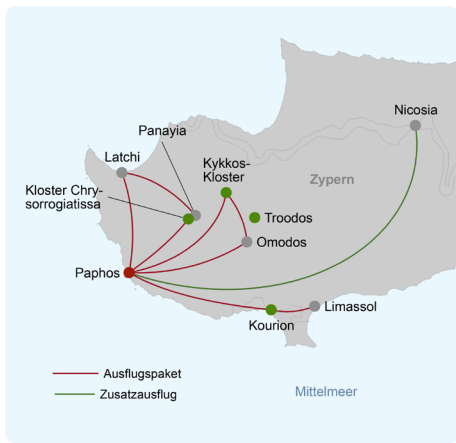 Nicosia
Panayia
Latchi
Kykkos-
Kloster
Zypern
Kloster Chry-
sorrogiatissa
Troodos
Omodos
Paphos
Limassol
Kourion
Ausflugspaket
Zusatzausflug
Mittelmeer